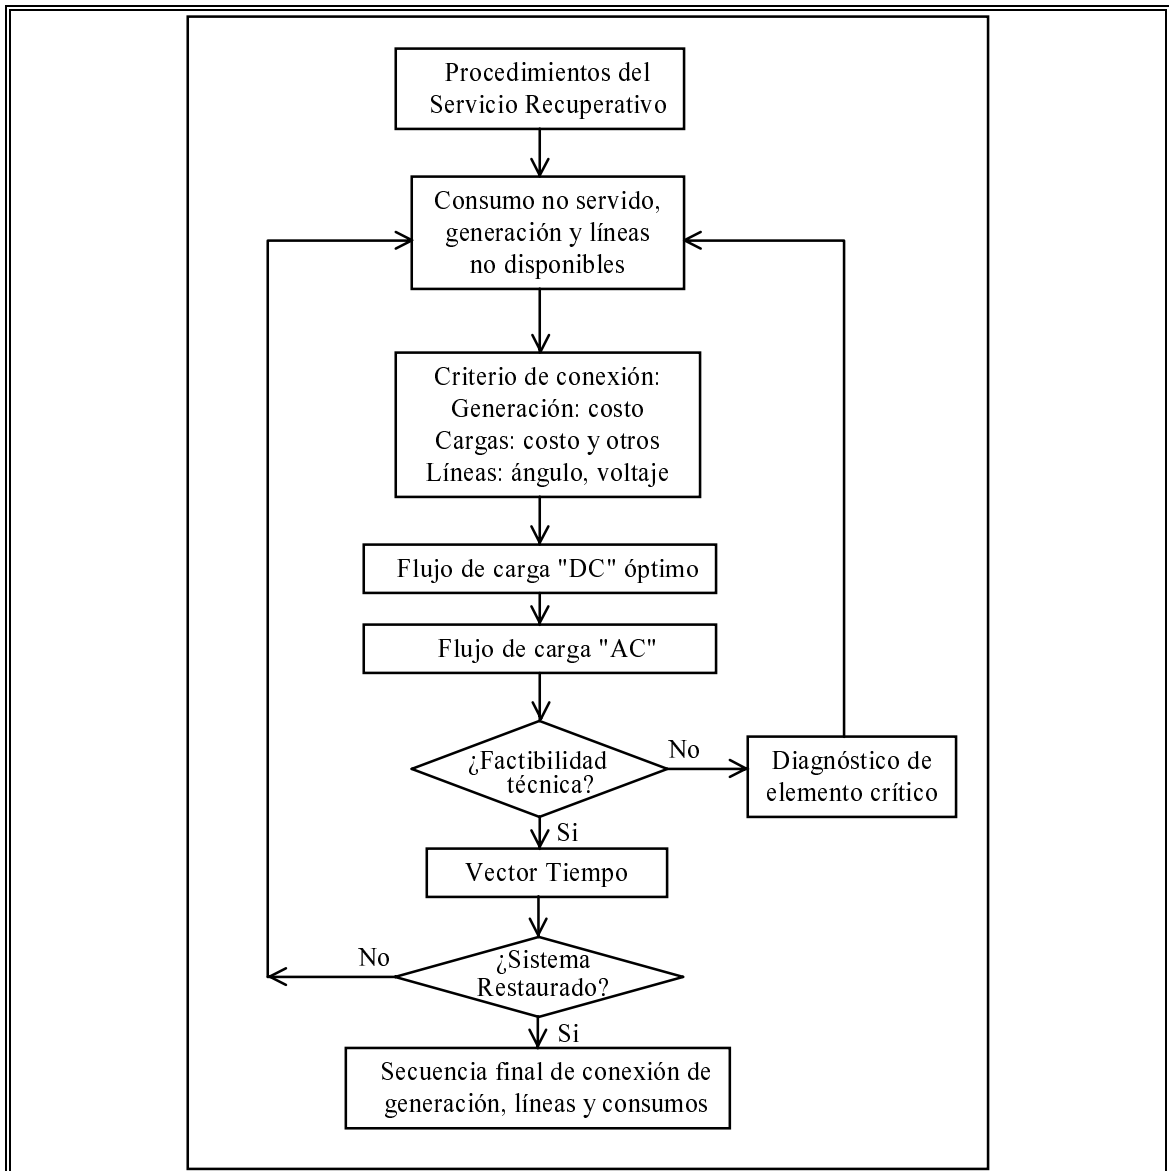 Procedimientos del
Servicio Recuperativo
Consumo no servido,
generación y líneas
no disponibles
Criterio de conexión:
Generación: costo
Cargas: costo y otros
Líneas: ángulo, voltaje
Flujo de carga "DC" óptimo
Flujo de carga "AC"
¿Factibilidad
técnica?
No
Diagnóstico de
elemento crítico
Si
Vector Tiempo
No
¿Sistema
Restaurado?
Si
Secuencia final de conexión de
generación, líneas y consumos